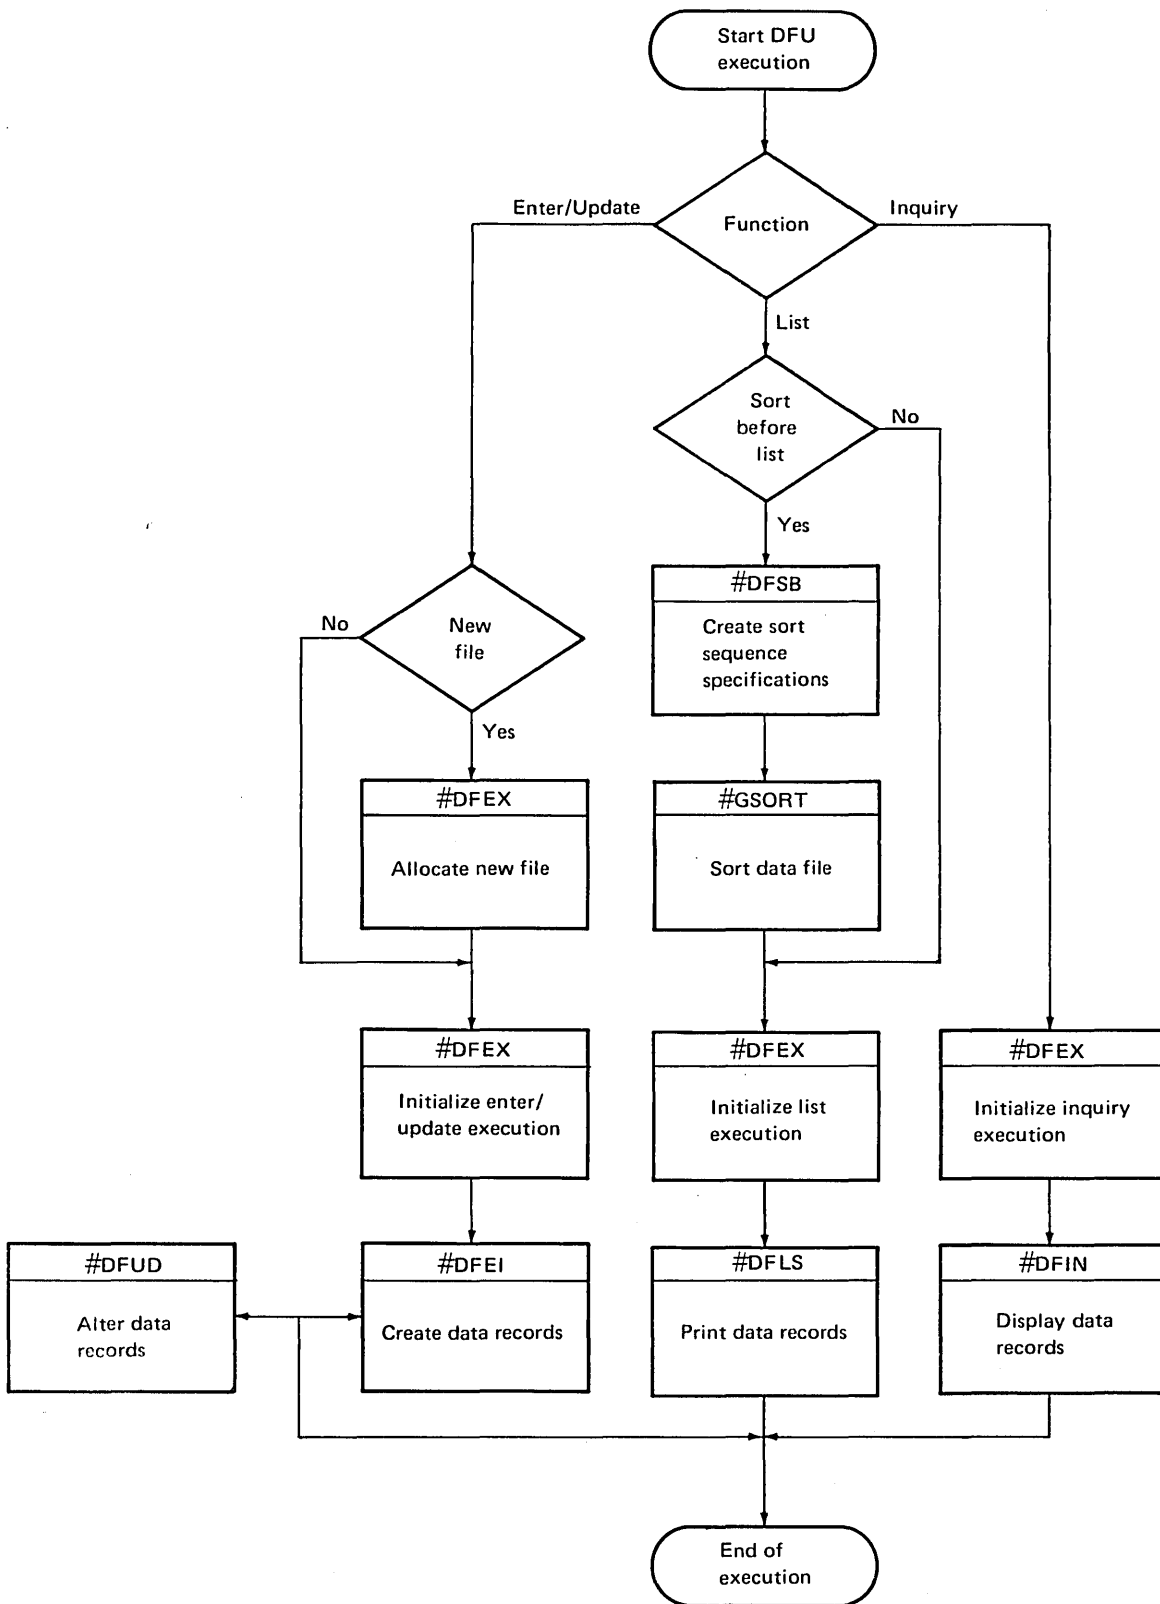 Start DFU
execution
Enter/Update
Function
Inquiry
List
Sort
before
list
No
Yes
#DFSB
Create sort
sequence
specifications
No
New
file
Yes
#DFEX
Allocate new file
#GSORT
Sort data file
#DFEX
Initialize enter/
update execution
#DFEX
Initialize list
execution
#DFEX
Initialize inquiry
execution
#DFUD
Alter data
records
#DFEI
Create data records
#DFLS
Print data records
#DFIN
Display data
records
End of
execution